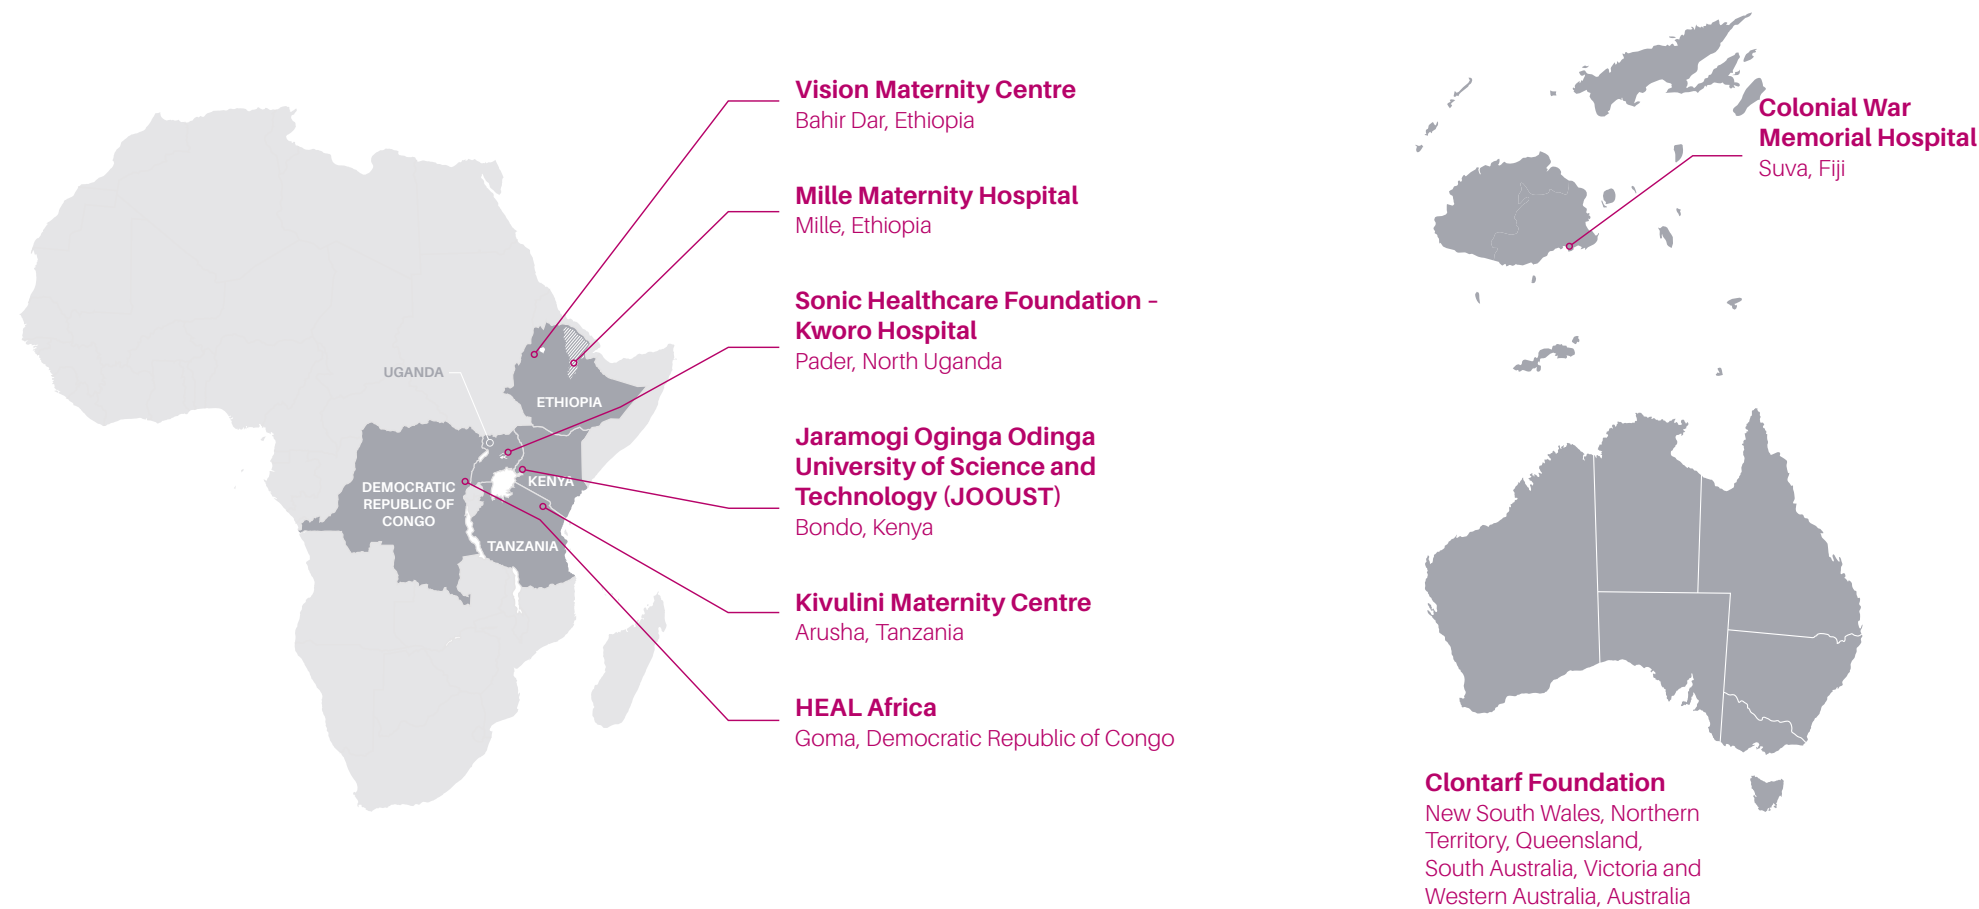 Vision Maternity Centre
Bahir Dar, Ethiopia
Mille Maternity Hospital
Mille, Ethiopia
Sonic Healthcare Foundation –
Kworo Hospital
Pader, North Uganda
Jaramogi Oginga Odinga
University of Science and
Technology (JOOUST)
Bondo, Kenya
Kivulini Maternity Centre
Arusha, Tanzania
HEAL Africa
Goma, Democratic Republic of Congo
UGANDA
ETHIOPIA
KENYA
DEMOCRATIC
REPUBLIC OF
CONGO
TANZANIA
Colonial War
Memorial Hospital
Suva, Fiji
Clontarf Foundation
New South Wales, Northern
Territory, Queensland,
South Australia, Victoria and
Western Australia, Australia